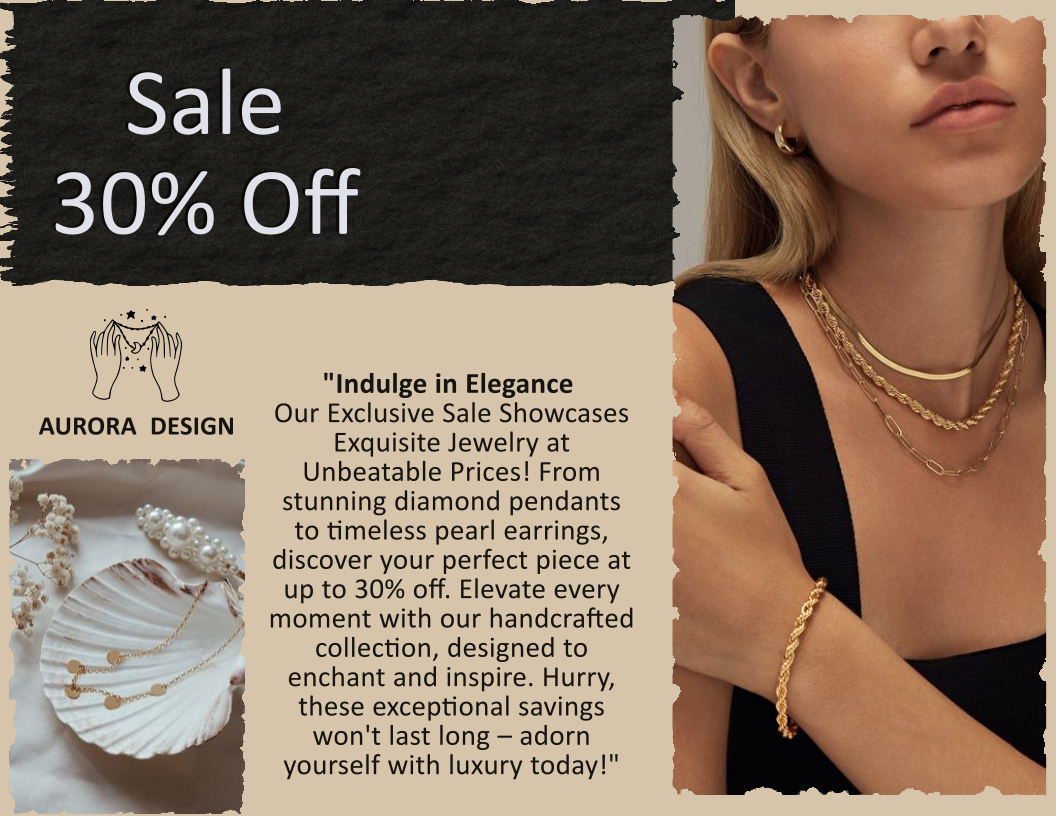 Sale
30% Off
AURORA DESIGN
"Indulge in Elegance
Our Exclusive Sale Showcases
Exquisite Jewelry at
Unbeatable Prices! From
stunning diamond pendants
to timeless pearl earrings,
discover your perfect piece at
up to 30% off. Elevate every
moment with our handcrafted
collection, designed to
enchant and inspire. Hurry,
these exceptional savings
won't last long – adorn
yourself with luxury today!"